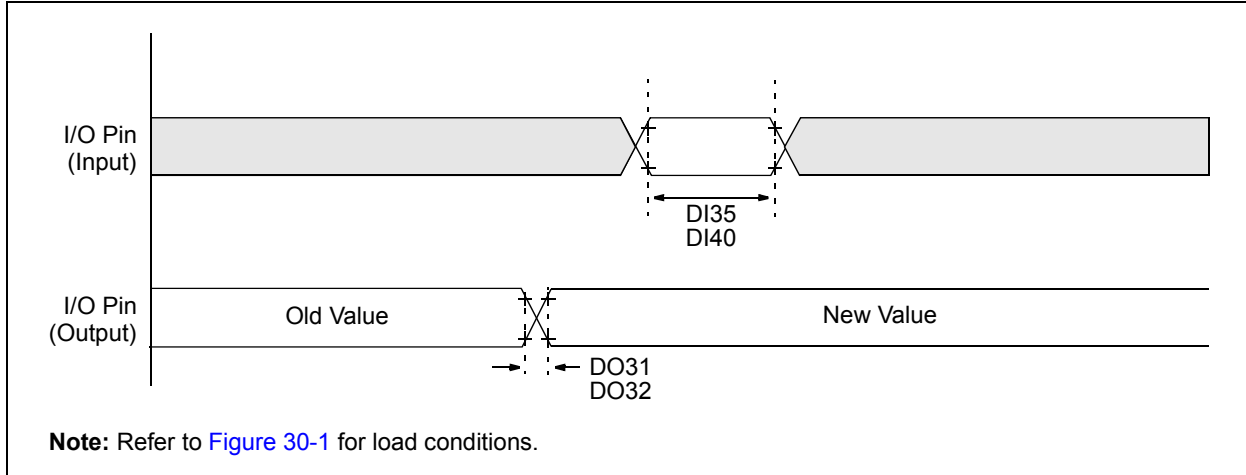 I/O Pin
(Input)
DI35
DI40
I/O Pin
(Output)
Old Value
New Value
DO31
DO32
Note: Refer to Figure 30-1 for load conditions.